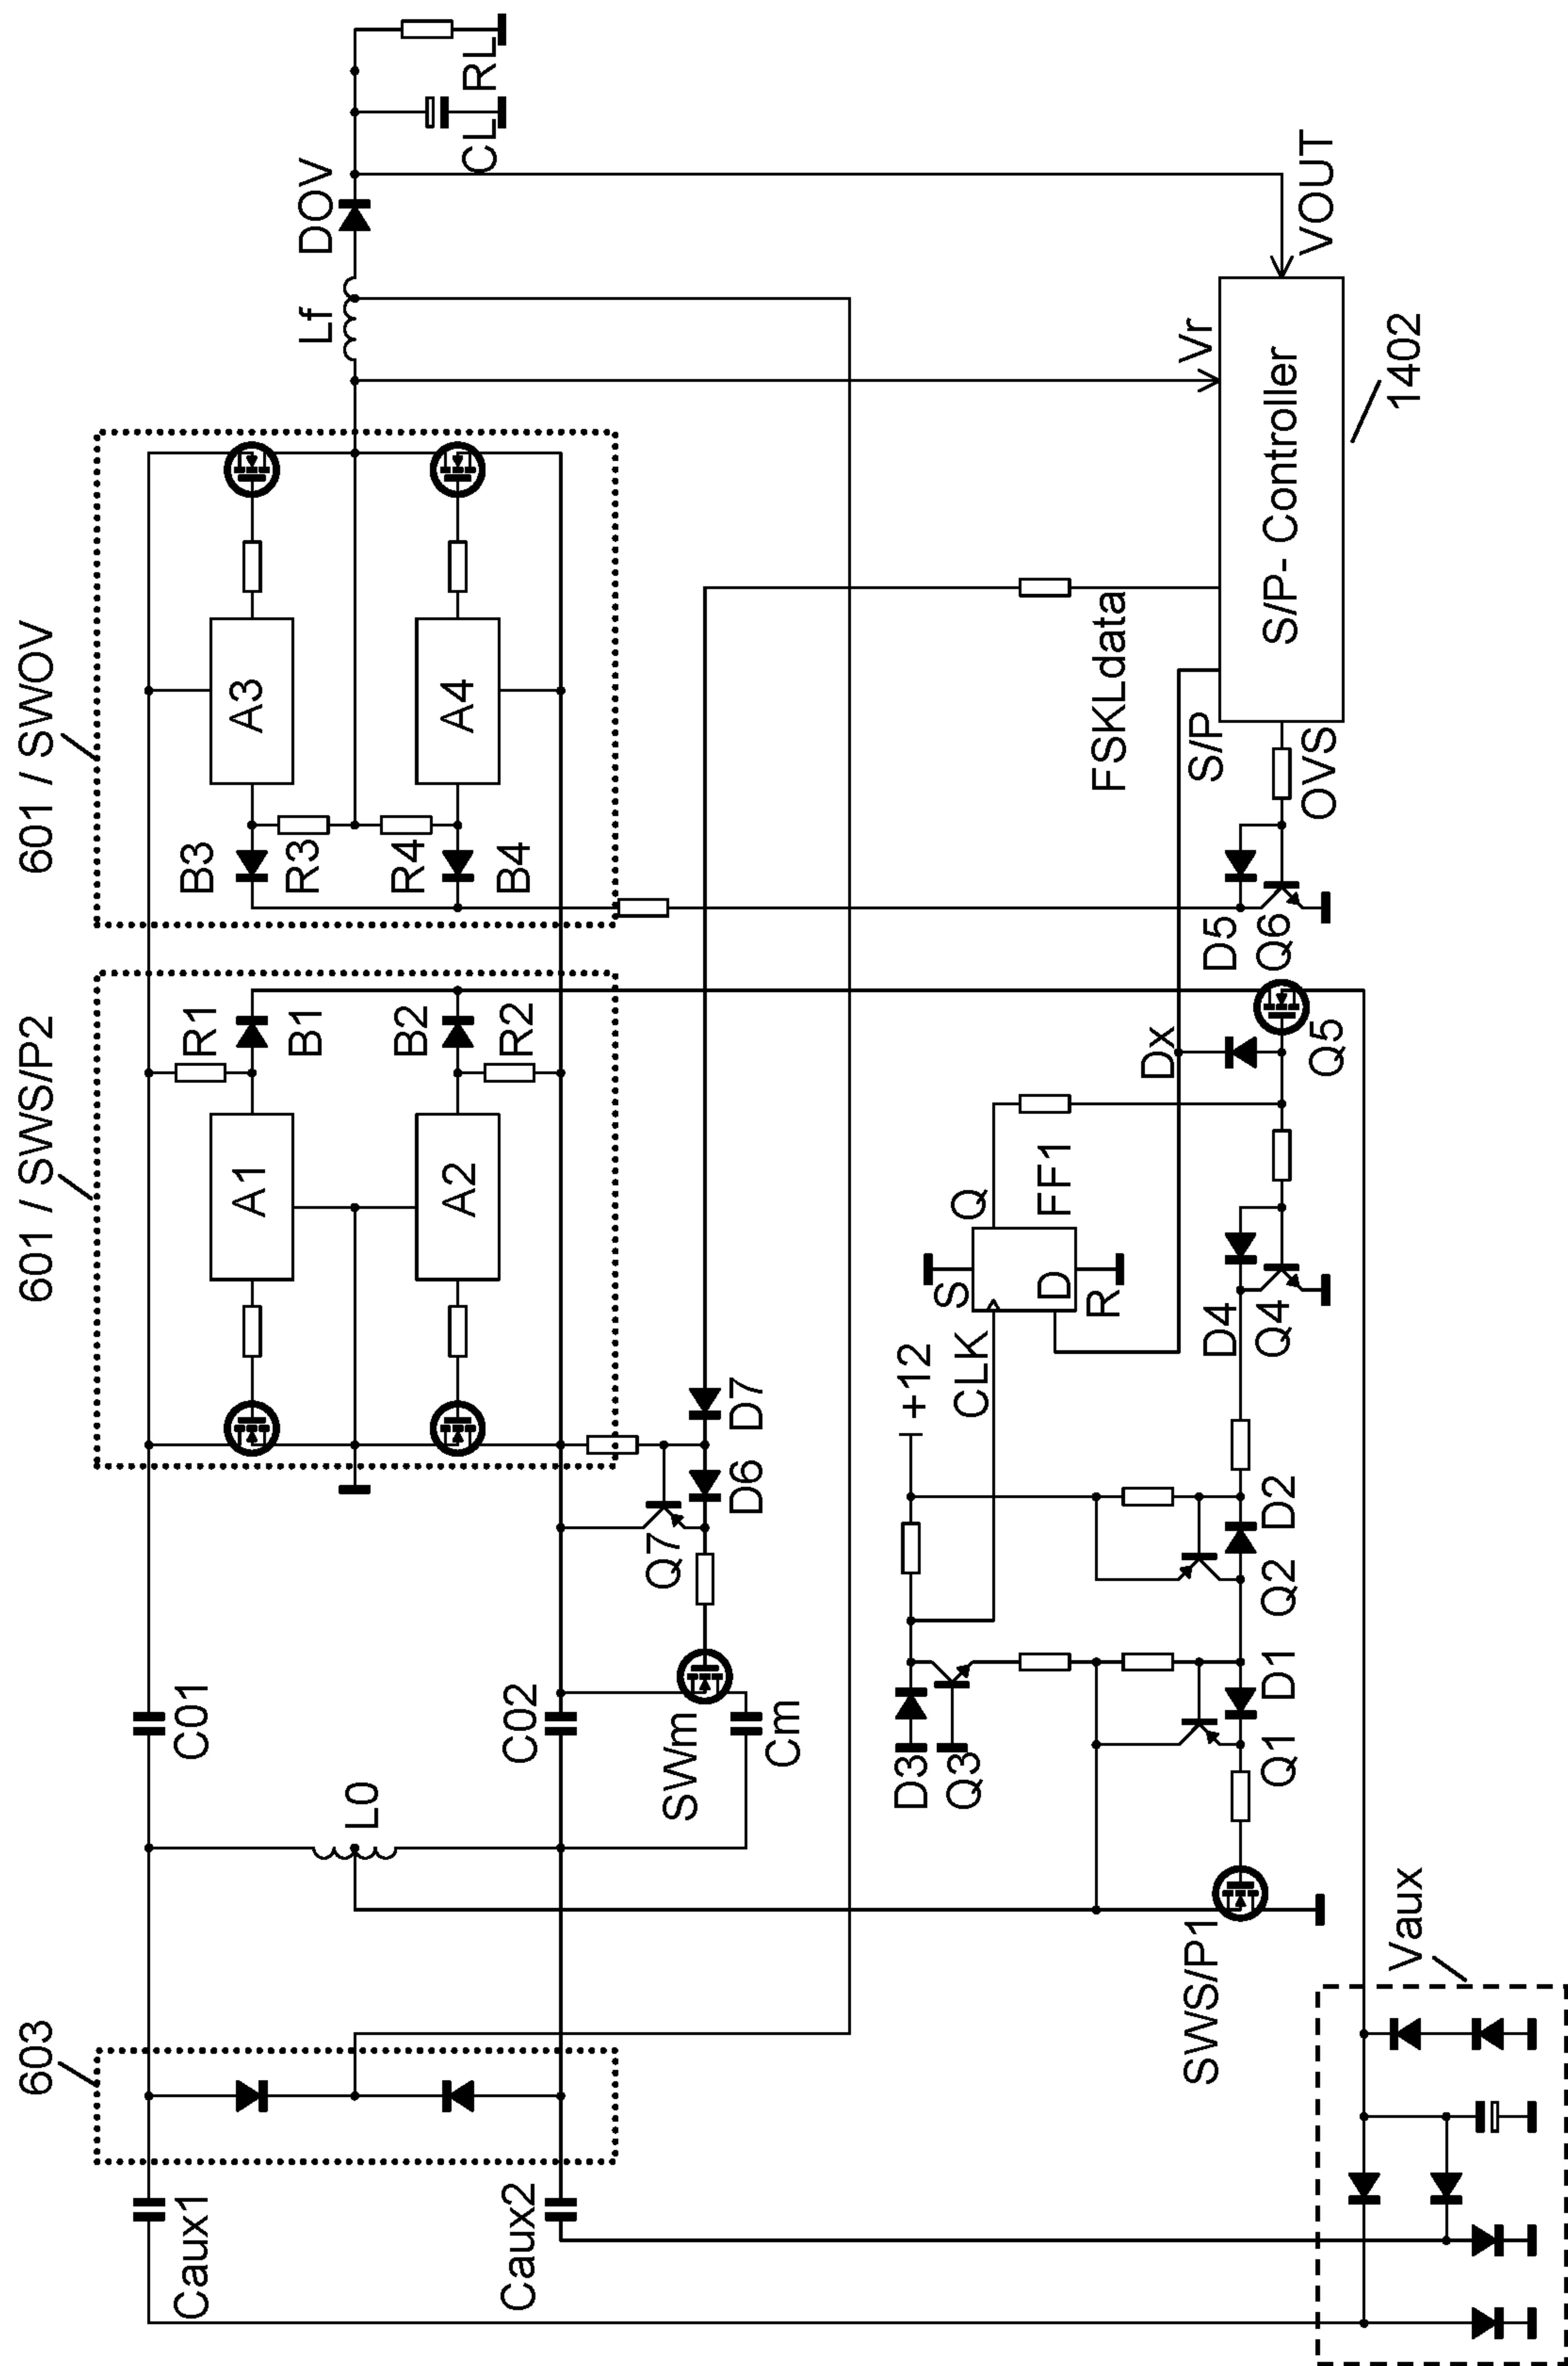 603
601 / SWS/P2
601 / SWOV
Caux1
C01
A1
R1
B1
B3
R3
A3
Lf
DOV
L0
Caux2
C02
A2
B2
R2
R4
B4
A4
CL
RL
SWm
Cm
Q7
D6
D7
D3
Q3
+12
CLK
S
D
R
Q
FF1
Dx
FSKLdata
S/P
Vr
VOUT
SWS/P1
Q1
D1
Q2
D2
D4
Q4
Q5
D5
Q6
OVS
S/P- Controller
1402
Vaux